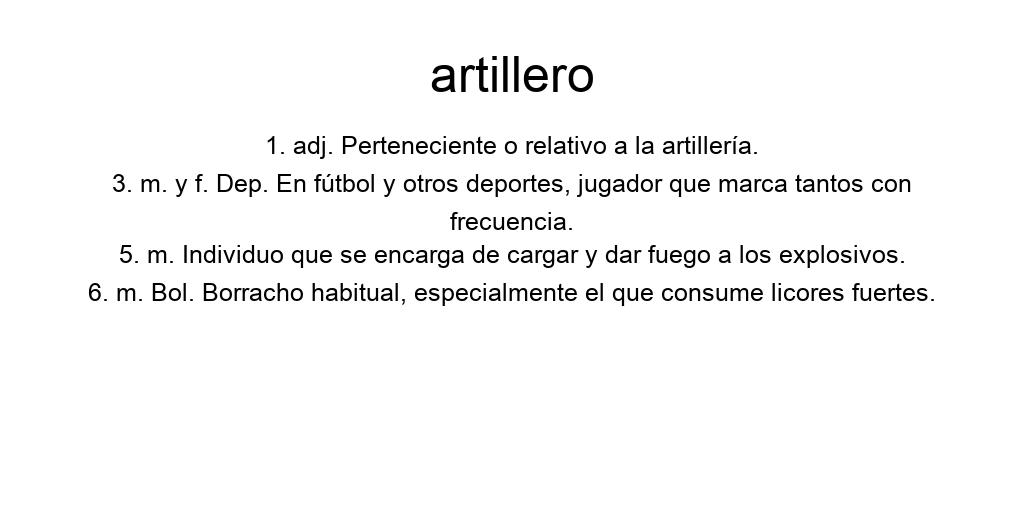 artillero
1. adj. Perteneciente o relativo a la artillería.
3. m. y f. Dep. En fútbol y otros deportes, jugador que marca tantos con
frecuencia.
5. m. Individuo que se encarga de cargar y dar fuego a los explosivos.
6. m. Bol. Borracho habitual, especialmente el que consume licores fuertes.